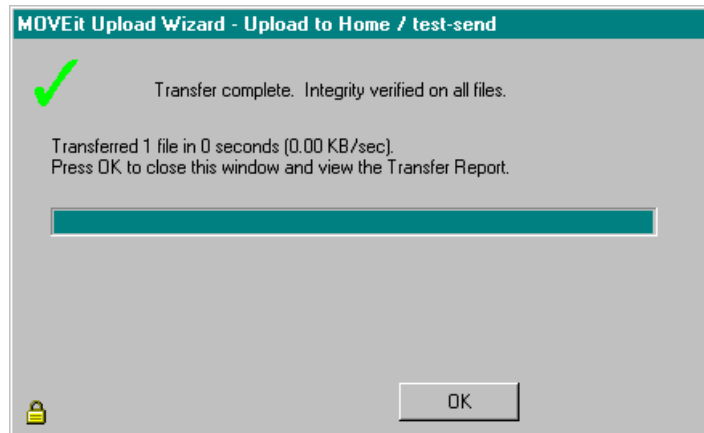 MOVEit Upload Wizard - Upload to Home / test-send
Transfer complete. Integrity verified on all files.
Transferred 1 file in 0 seconds (0.00 KB/sec).
Press OK to close this window and view the Transfer Report.
OK